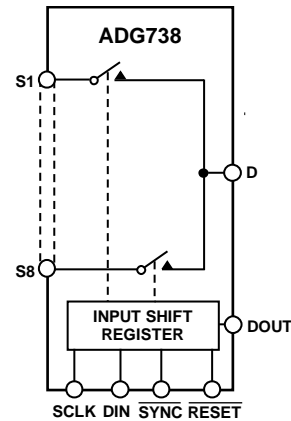 ADG738
S1
D
S8
INPUT SHIFT
REGISTER
DOUT
SCLK DIN SYNC RESET